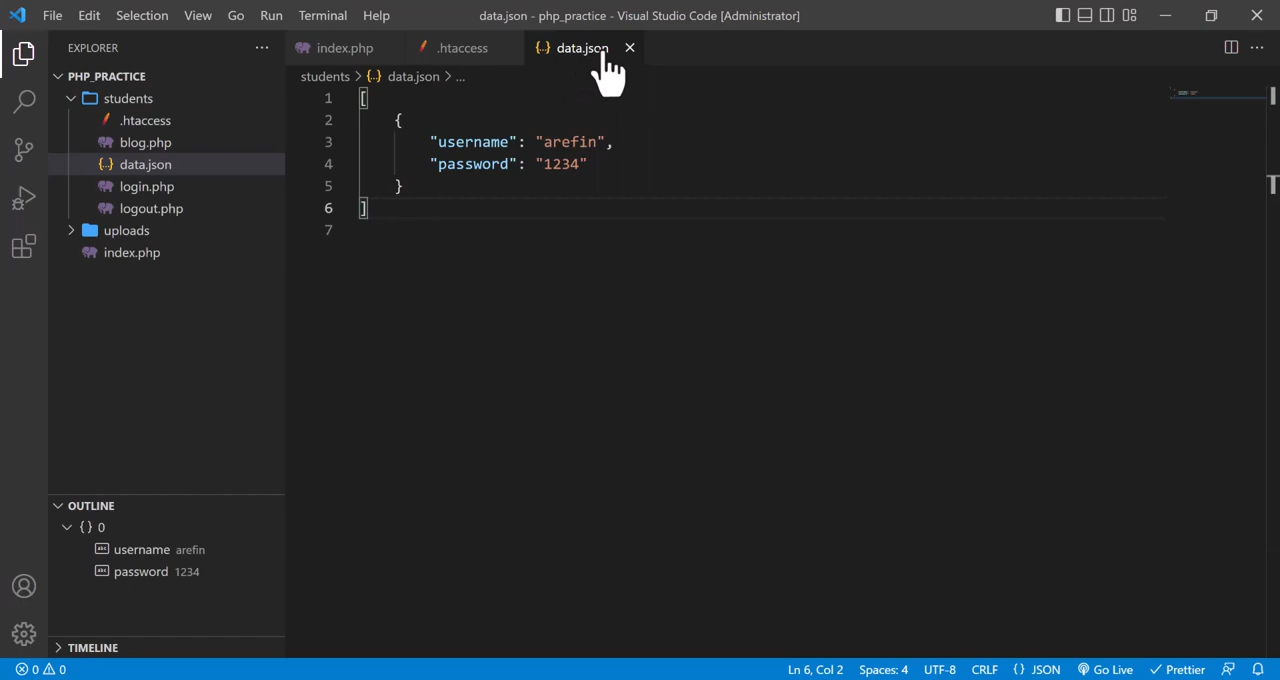 File Edit Selection View Go Run Terminal Help
data.json - php_practice - Visual Studio Code [Administrator]
EXPLORER
PHP_PRACTICE
students
.htaccess
blog.php
data.json
login.php
logout.php
uploads
index.php
OUTLINE
{} 0
username arefin
password 1234
TIMELINE
index.php .htaccess {..} data.json
students > {..} data.json > ...
1 [
2 {
3 "username": "arefin",
4 "password": "1234"
5 }
6 ]
7
0 0 Ln 6, Col 2 Spaces: 4 UTF-8 CRLF {} JSON Go Live Prettier